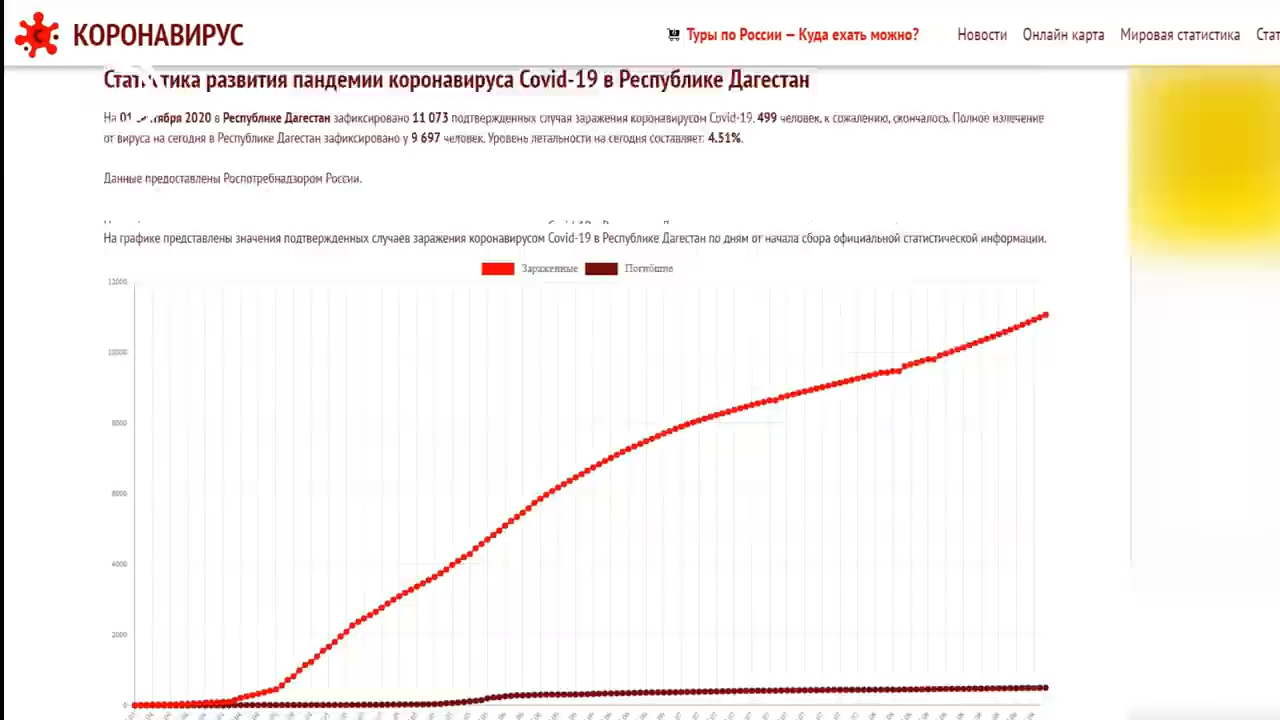 КОРОНАВИРУС
Туры по России – Куда ехать можно?
Новости
Онлайн карта
Мировая статистика
Стат
Статистика развития пандемии коронавируса Covid-19 в Республике Дагестан
На 01 2020 в Республике Дагестан зафиксировано 11 073 подтвержденных случая заражения коронавирусом Covid-19. 499 человек, к сожалению, скончалось. Полное излечение
от вируса на сегодня в Республике Дагестан зафиксировано у 9 697 человек. Уровень летальности на сегодня составляет: 4.51%.
Данные предоставлены Роспотребнадзором России.
На графике представлены значения подтвержденных случаев заражения коронавирусом Covid-19 в Республике Дагестан по дням от начала сбора официальной статистической информации.
Зараженные
Погибшие
12000
10000
8000
6000
4000
2000
0